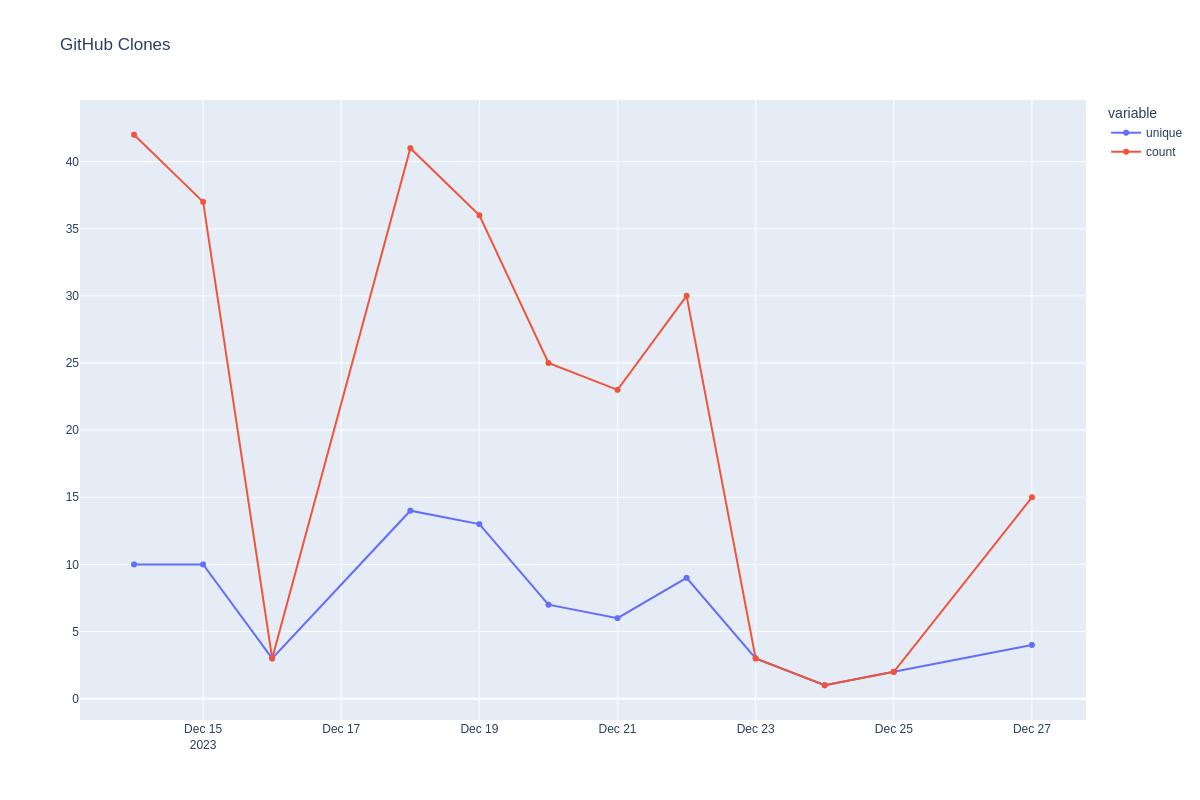 GitHub Clones
variable
unique
count
40
35
30
25
20
15
10
5
0
Dec 15
2023
Dec 17
Dec 19
Dec 21
Dec 23
Dec 25
Dec 27